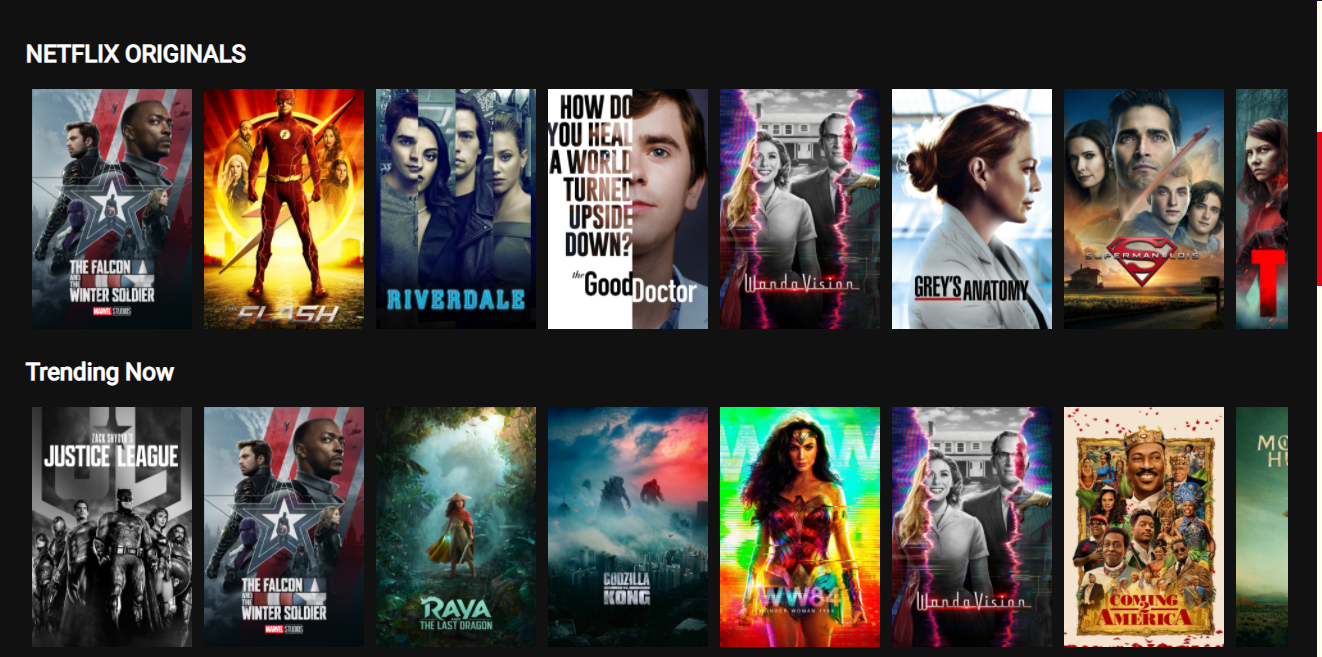 NETFLIX ORIGINALS
THE FALCON
AND THE
WINTER SOLDIER
MARVEL STUDIOS
THE FLASH
RIVERDALE
HOW DO
YOU HEAL
A WORLD
TURNED
UPSIDE
DOWN?
the Good Doctor
WandaVision
GREY'S ANATOMY
SUPERMAN & LOIS
T
Trending Now
ZACK SNYDER'S
JUSTICE LEAGUE
JL
THE FALCON
AND THE
WINTER SOLDIER
MARVEL STUDIOS
RAYA
AND
THE LAST DRAGON
GODZILLA
VS.
KONG
WW
WW84
WONDER WOMAN 1984
WandaVision
COMING
2
AMERICA
MO
HU